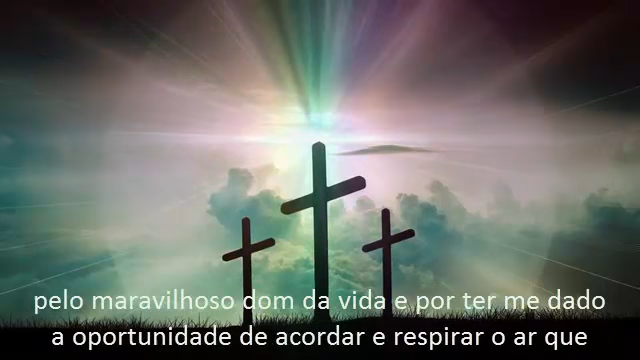 pelo maravilhoso dom da vida e por ter me dado
a oportunidade de acordar e respirar o ar que